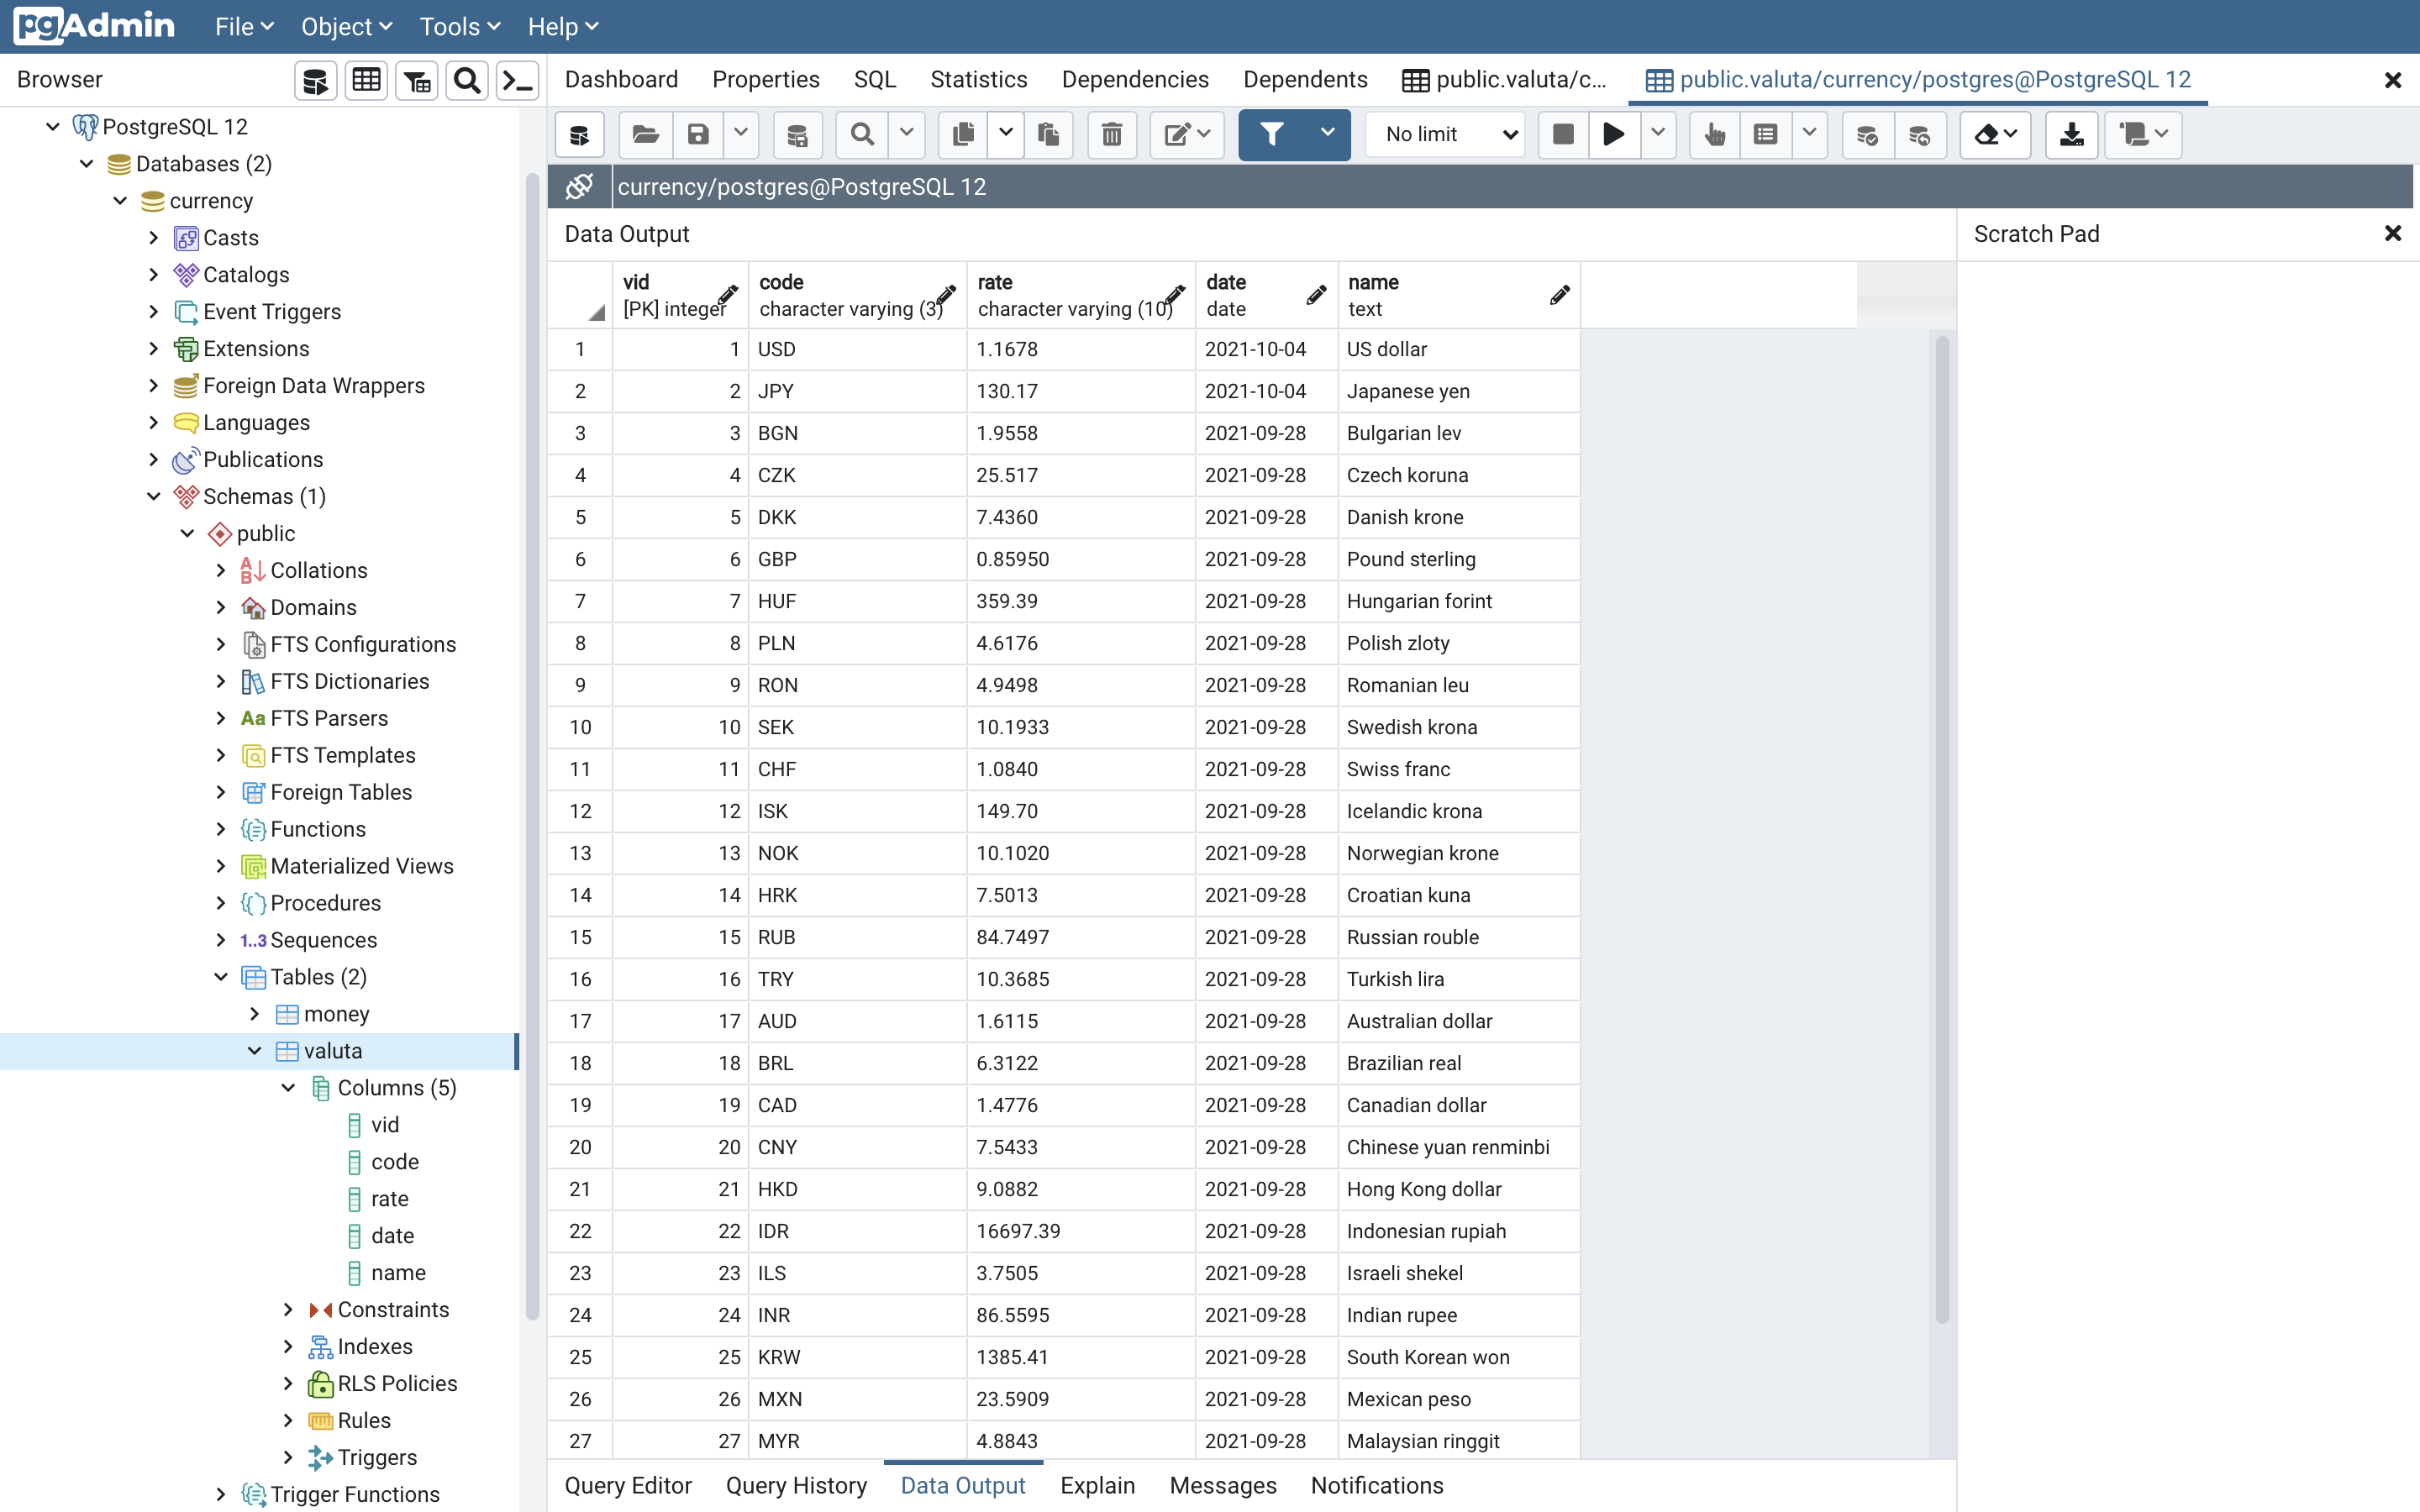 pgAdmin File Object Tools Help
Browser
Dashboard Properties SQL Statistics Dependencies Dependents public.valuta/c... public.valuta/currency/postgres@PostgreSQL 12
No limit
currency/postgres@PostgreSQL 12
PostgreSQL 12
Databases (2)
currency
Casts
Catalogs
Event Triggers
Extensions
Foreign Data Wrappers
Languages
Publications
Schemas (1)
public
Collations
Domains
FTS Configurations
FTS Dictionaries
Aa FTS Parsers
FTS Templates
Foreign Tables
Functions
Materialized Views
Procedures
1..3 Sequences
Tables (2)
money
valuta
Columns (5)
vid
code
rate
date
name
Constraints
Indexes
RLS Policies
Rules
Triggers
Trigger Functions
Data Output
Scratch Pad
vid code rate date name
[PK] integer character varying (3) character varying (10) date text
1 1 USD 1.1678 2021-10-04 US dollar
2 2 JPY 130.17 2021-10-04 Japanese yen
3 3 BGN 1.9558 2021-09-28 Bulgarian lev
4 4 CZK 25.517 2021-09-28 Czech koruna
5 5 DKK 7.4360 2021-09-28 Danish krone
6 6 GBP 0.85950 2021-09-28 Pound sterling
7 7 HUF 359.39 2021-09-28 Hungarian forint
8 8 PLN 4.6176 2021-09-28 Polish zloty
9 9 RON 4.9498 2021-09-28 Romanian leu
10 10 SEK 10.1933 2021-09-28 Swedish krona
11 11 CHF 1.0840 2021-09-28 Swiss franc
12 12 ISK 149.70 2021-09-28 Icelandic krona
13 13 NOK 10.1020 2021-09-28 Norwegian krone
14 14 HRK 7.5013 2021-09-28 Croatian kuna
15 15 RUB 84.7497 2021-09-28 Russian rouble
16 16 TRY 10.3685 2021-09-28 Turkish lira
17 17 AUD 1.6115 2021-09-28 Australian dollar
18 18 BRL 6.3122 2021-09-28 Brazilian real
19 19 CAD 1.4776 2021-09-28 Canadian dollar
20 20 CNY 7.5433 2021-09-28 Chinese yuan renminbi
21 21 HKD 9.0882 2021-09-28 Hong Kong dollar
22 22 IDR 16697.39 2021-09-28 Indonesian rupiah
23 23 ILS 3.7505 2021-09-28 Israeli shekel
24 24 INR 86.5595 2021-09-28 Indian rupee
25 25 KRW 1385.41 2021-09-28 South Korean won
26 26 MXN 23.5909 2021-09-28 Mexican peso
27 27 MYR 4.8843 2021-09-28 Malaysian ringgit
Query Editor Query History Data Output Explain Messages Notifications